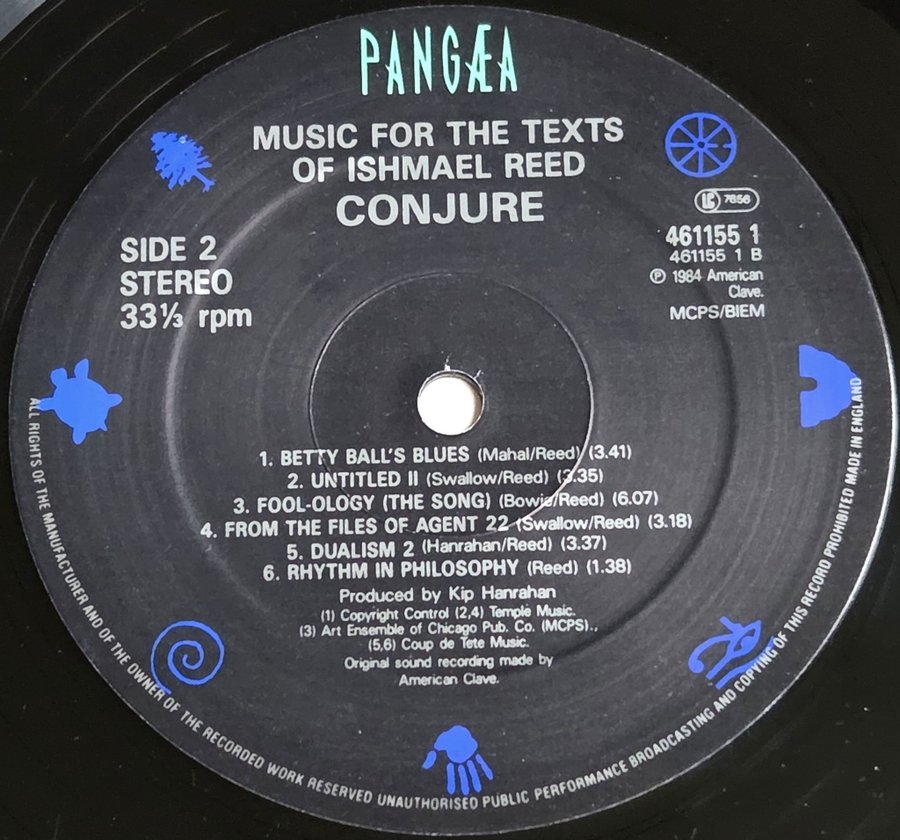 PANGÆA
MUSIC FOR THE TEXTS
OF ISHMAEL REED
CONJURE
SIDE 2
STEREO
33⅓ rpm
LC 7656
461155 1
461155 1 B
℗ 1984 American
Clave.
MCPS/BIEM
1. BETTY BALL'S BLUES (Mahal/Reed) (3.41)
2. UNTITLED II (Swallow/Reed) (3.35)
3. FOOL-OLOGY (THE SONG) (Bowie/Reed) (6.07)
4. FROM THE FILES OF AGENT 22 (Swallow/Reed) (3.18)
5. DUALISM 2 (Hanrahan/Reed) (3.37)
6. RHYTHM IN PHILOSOPHY (Reed) (1.38)
Produced by Kip Hanrahan
(1) Copyright Control (2,4) Temple Music.
(3) Art Ensemble of Chicago Pub. Co. (MCPS).,
(5,6) Coup de Tete Music.
Original sound recording made by
American Clave.
ALL RIGHTS OF THE MANUFACTURER AND OF THE OWNER OF THE RECORDED WORK RESERVED UNAUTHORISED PUBLIC PERFORMANCE BROADCASTING AND COPYING OF THIS RECORD PROHIBITED MADE IN ENGLAND